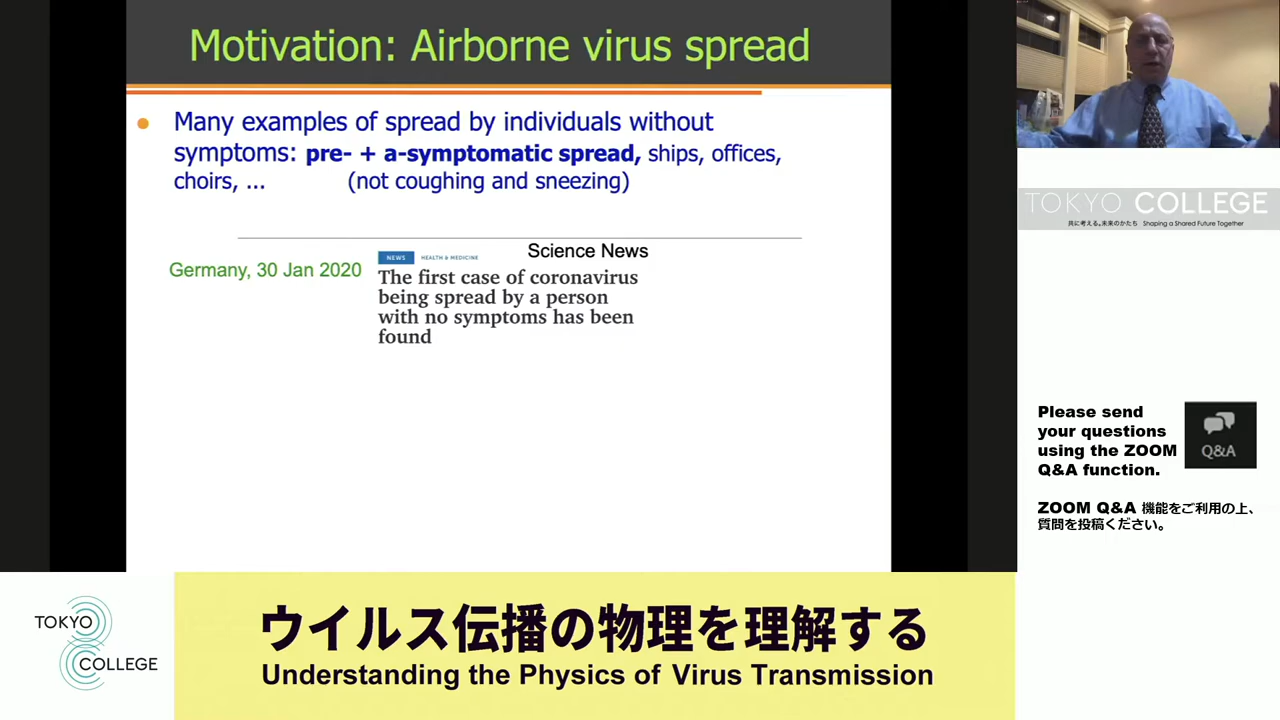 Motivation: Airborne virus spread
Many examples of spread by individuals without
symptoms: pre- + a-symptomatic spread, ships, offices,
choirs, ... (not coughing and sneezing)
Germany, 30 Jan 2020
NEWS HEALTH & MEDICINE
Science News
The first case of coronavirus
being spread by a person
with no symptoms has been
found
TOKYO COLLEGE
共に考える、未来のかたち Shaping a Shared Future Together
Please send
your questions
using the ZOOM
Q&A function.
Q&A
ZOOM Q&A 機能をご利用の上、
質問を投稿ください。
TOKYO
COLLEGE
ウイルス伝播の物理を理解する
Understanding the Physics of Virus Transmission